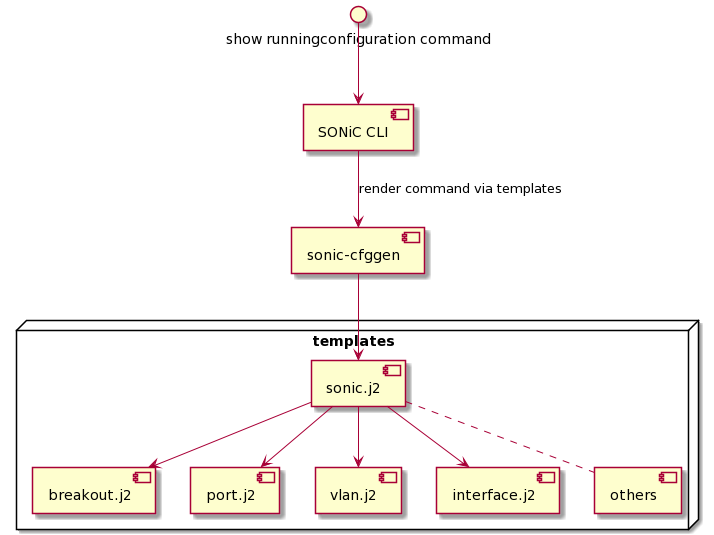 show runningconfiguration command
SONiC CLI
render command via templates
sonic-cfggen
templates
sonic.j2
breakout.j2
port.j2
vlan.j2
interface.j2
others